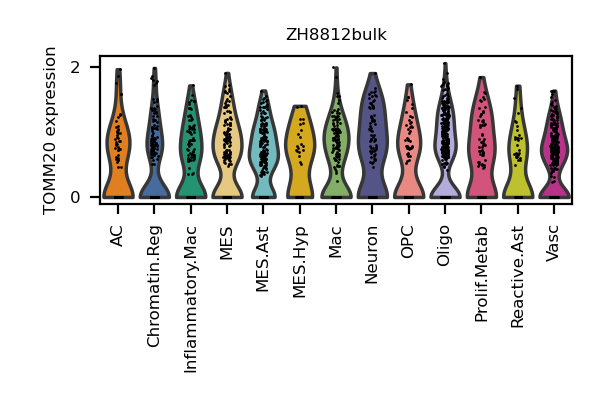 ZH8812bulk
TOMM20 expression
2
0
AC
Chromatin.Reg
Inflammatory.Mac
MES
MES.Ast
MES.Hyp
Mac
Neuron
OPC
Oligo
Prolif.Metab
Reactive.Ast
Vasc